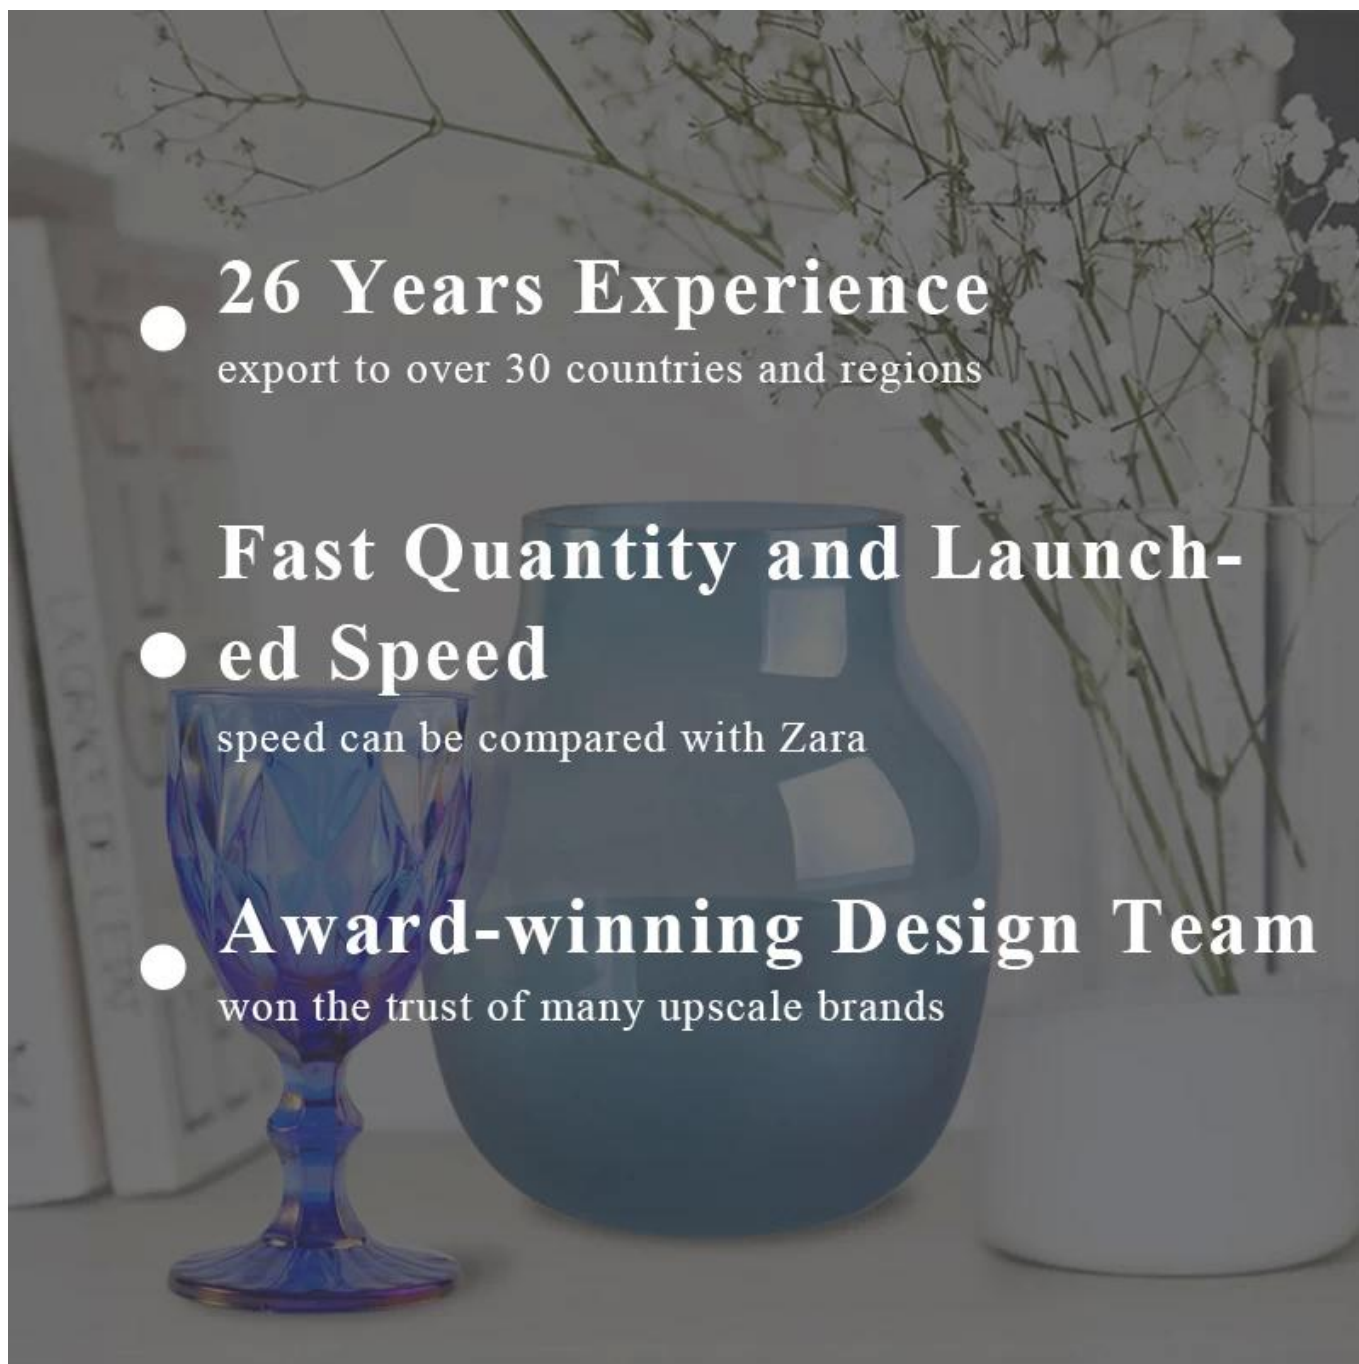 26 Years Experience
export to over 30 countries and regions
Fast Quantity and Launch-
ed Speed
speed can be compared with Zara
Award-winning Design Team
won the trust of many upscale brands